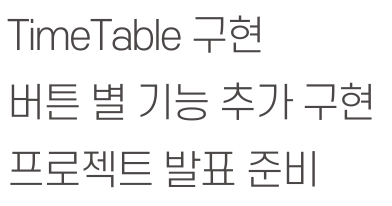 TimeTable 구현
버튼 별 기능 추가 구현
프로젝트 발표 준비